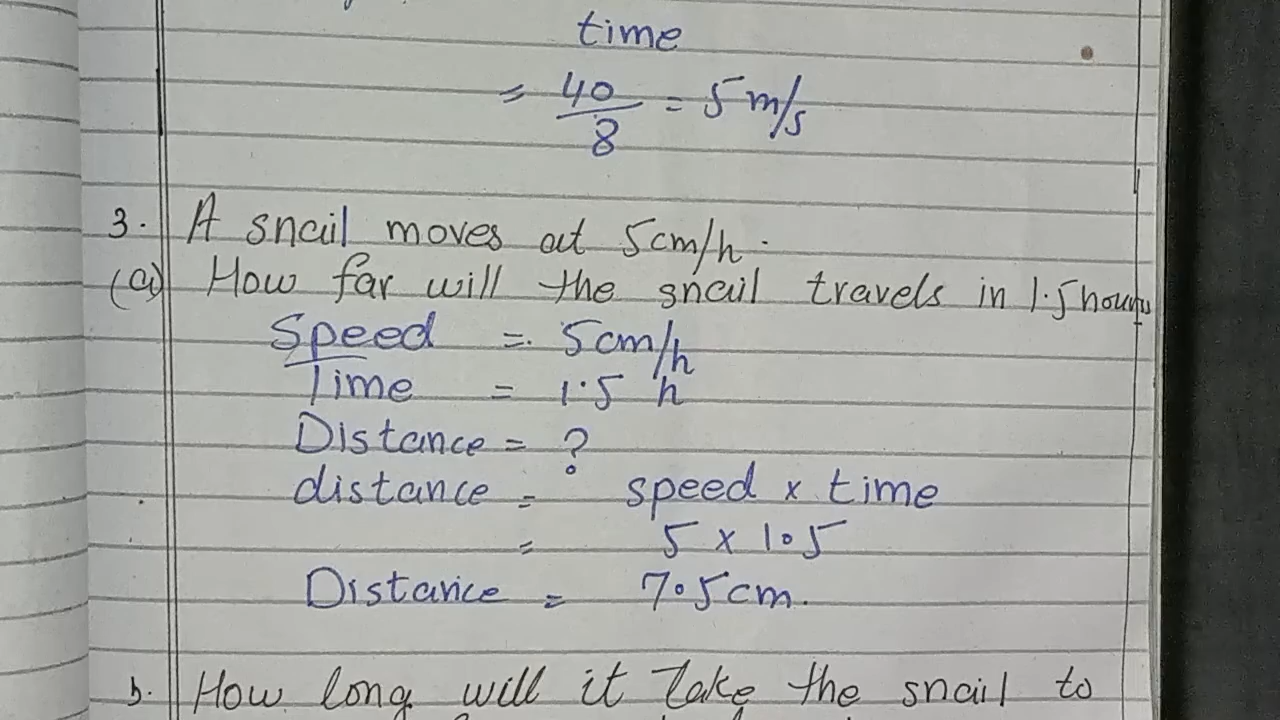 time
= 40/8 = 5 m/s
3. A snail moves at 5cm/h.
(a) How far will the snail travels in 1.5 hours
Speed = 5cm/h
Time = 1.5 h
Distance = ?
distance = speed x time
= 5 x 1.5
Distance = 7.5cm.
b. How long will it take the snail to